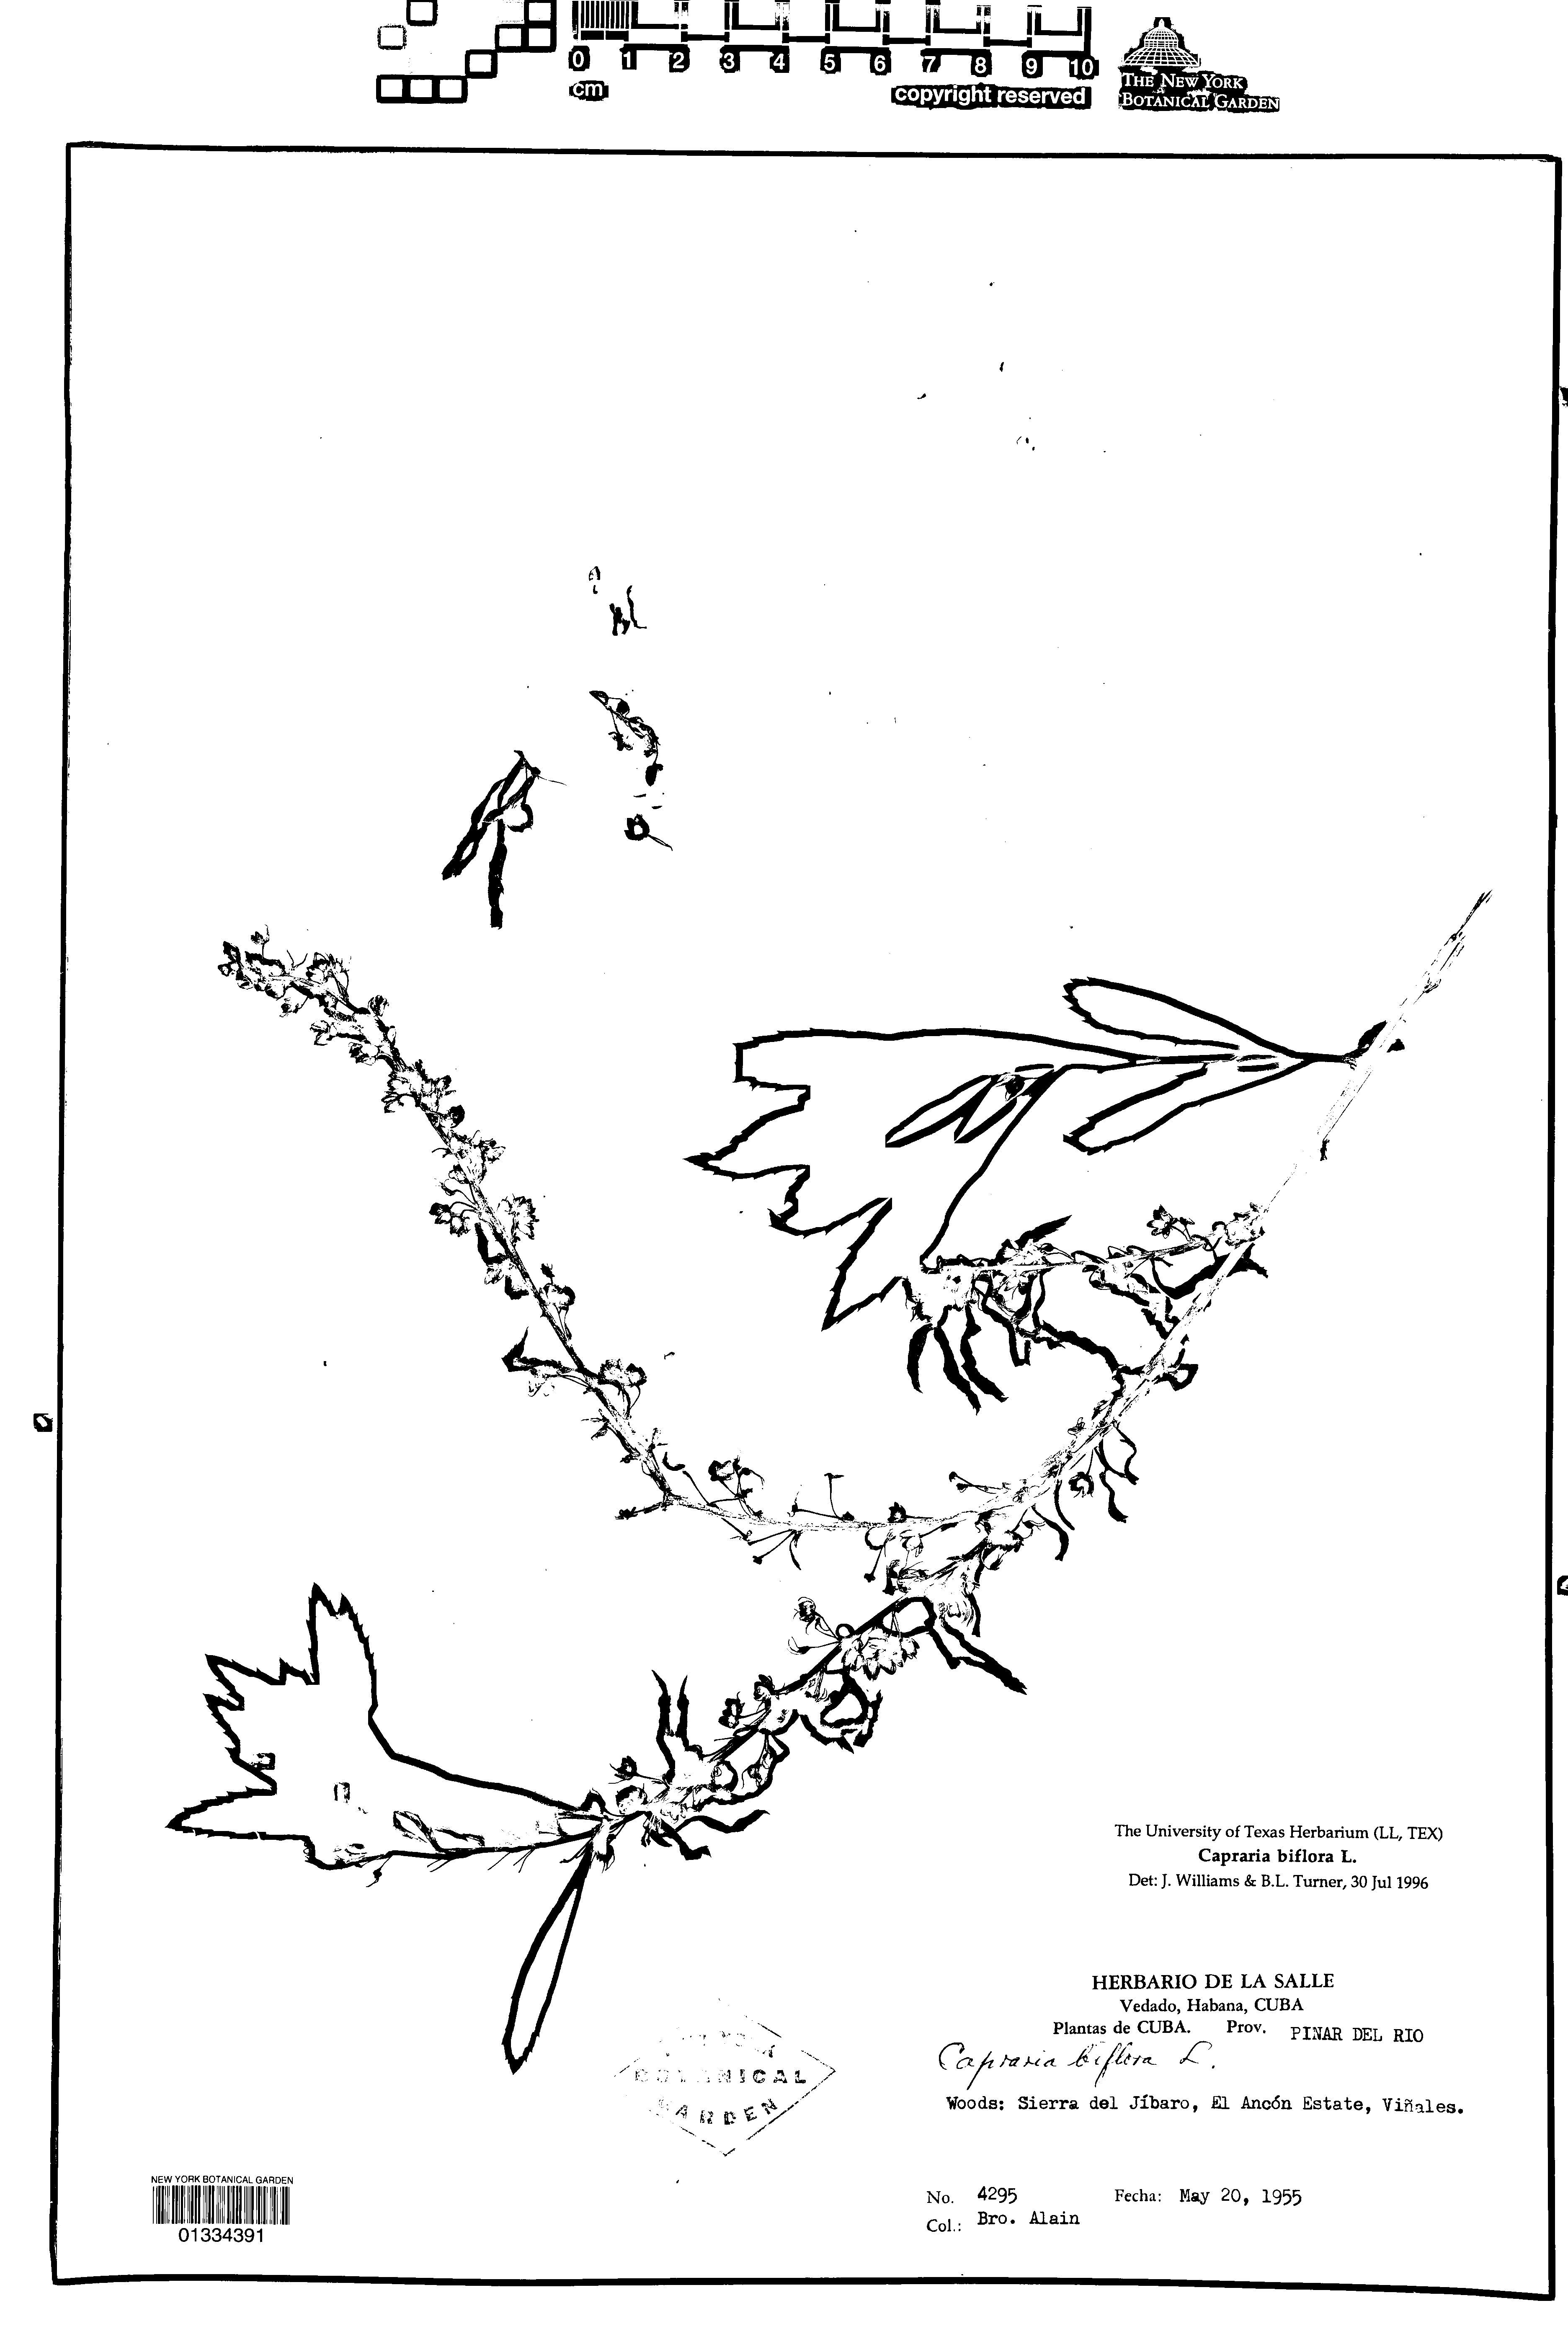 0 1 2 3 4 5 6 7 8 9 10
cm
copyright reserved
THE NEW YORK
BOTANICAL GARDEN
The University of Texas Herbarium (LL, TEX)
Capraria biflora L.
Det: J. Williams & B.L. Turner, 30 Jul 1996
HERBARIO DE LA SALLE
Vedado, Habana, CUBA
Plantas de CUBA. Prov. PINAR DEL RIO
Capraria biflora L.
Woods: Sierra del Jíbaro, El Ancón Estate, Viñales.
No. 4295 Fecha: May 20, 1955
Col.: Bro. Alain
BOTANICAL
GARDEN
NEW YORK BOTANICAL GARDEN
01334391